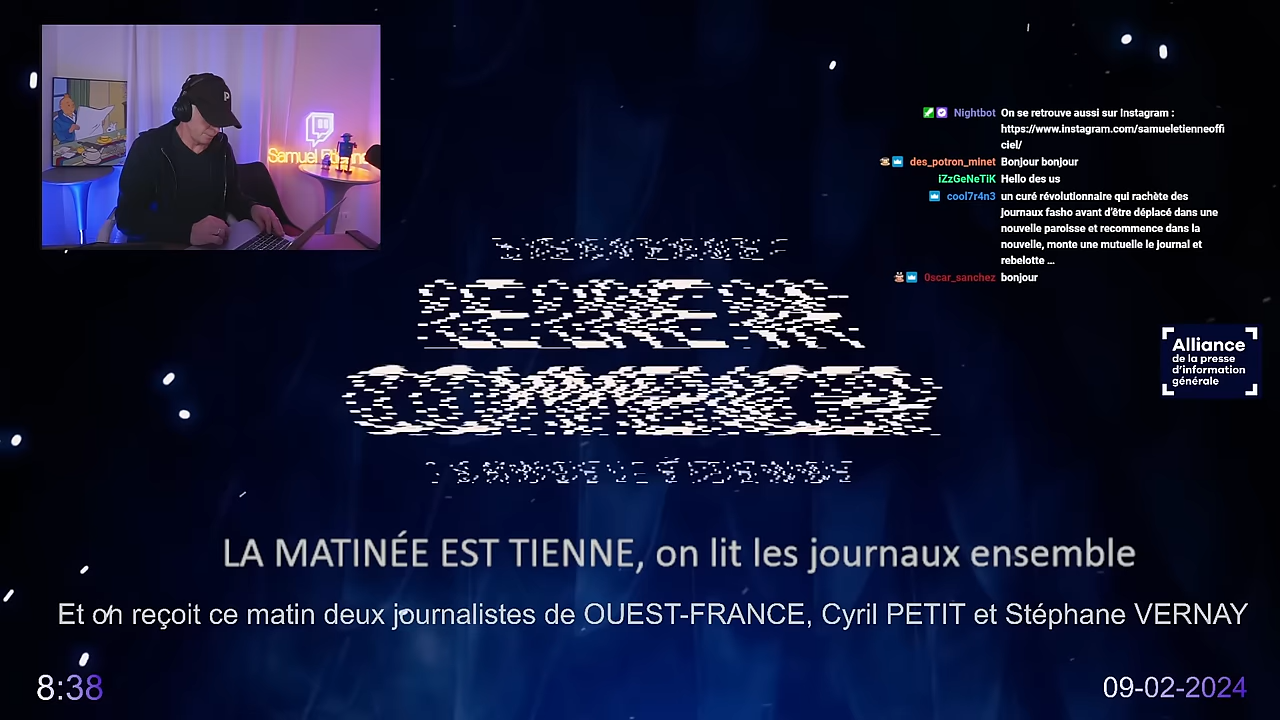 Nightbot On se retrouve aussi sur Instagram :
https://www.instagram.com/samueletienneoffi
ciel/
des_potron_minet Bonjour bonjour
iZzGeNeTiK Hello des us
cool7r4n3 un curé révolutionnaire qui rachète des
journaux fasho avant d'être déplacé dans une
nouvelle paroisse et recommence dans la
nouvelle, monte une mutuelle le journal et
rebelotte ...
0scar_sanchez bonjour
Samuel
Alliance
de la presse
d'information
générale
LA MATINÉE EST TIENNE, on lit les journaux ensemble
Et on reçoit ce matin deux journalistes de OUEST-FRANCE, Cyril PETIT et Stéphane VERNAY
8:38
09-02-2024